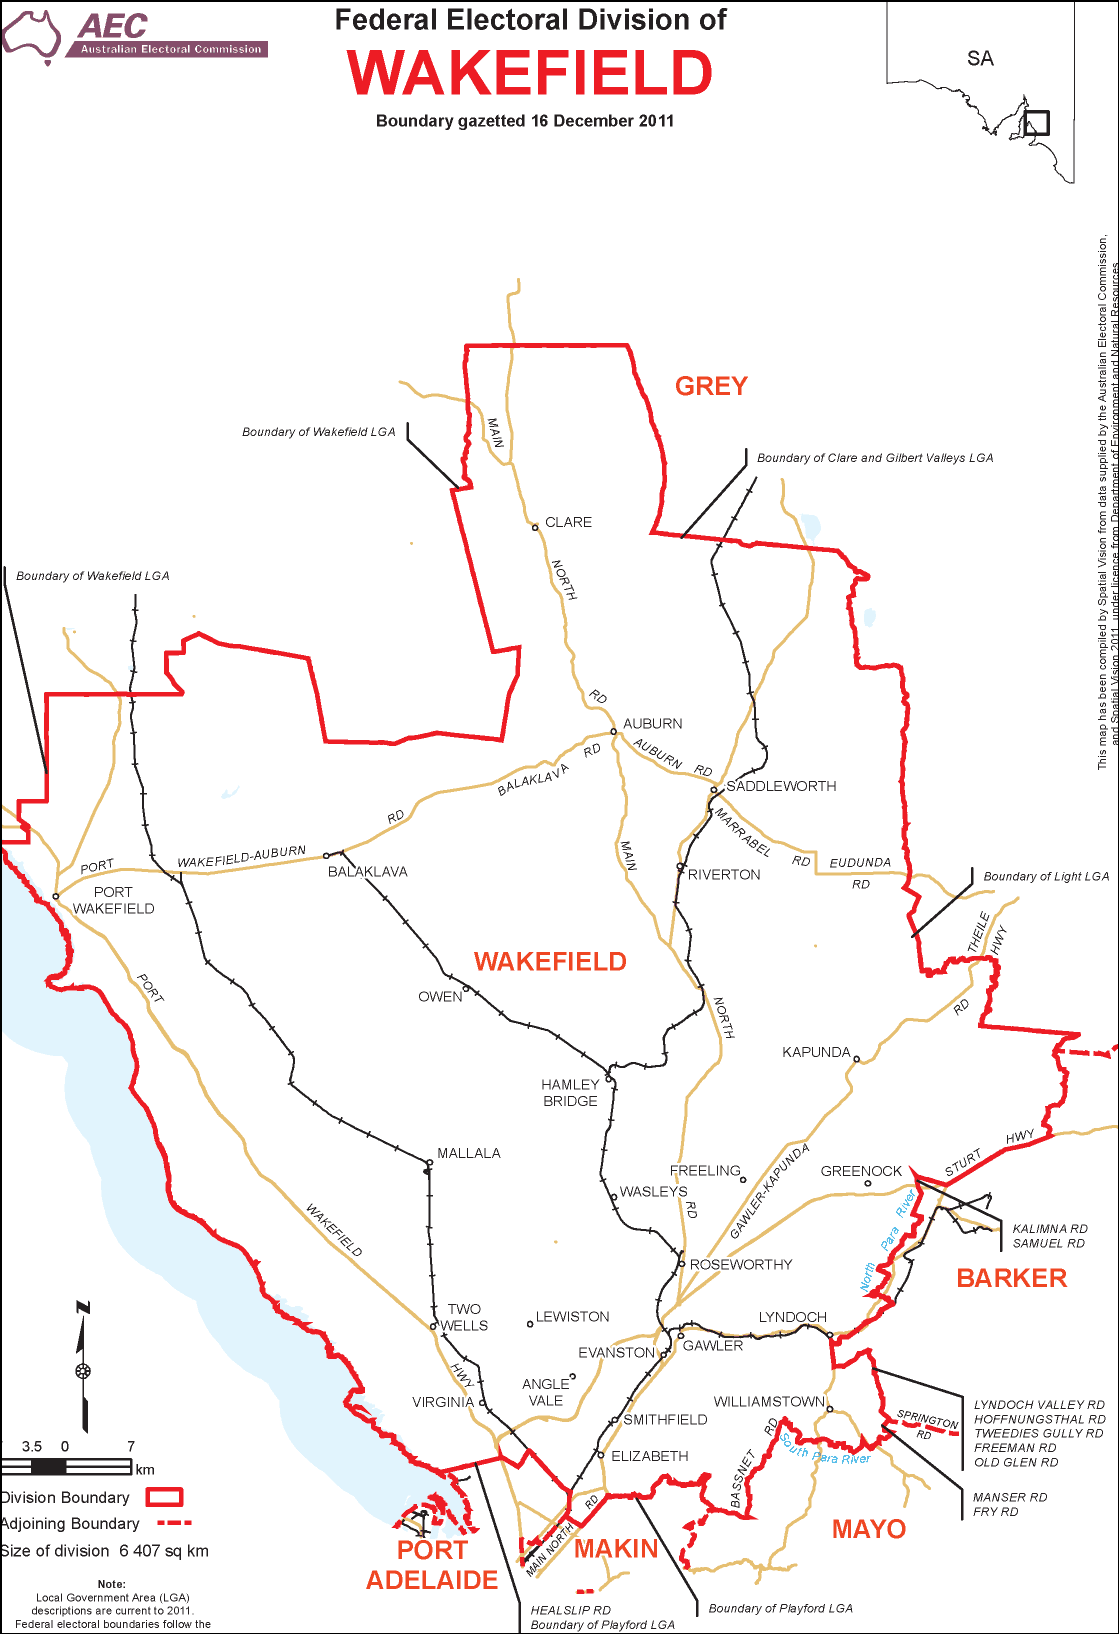 AEC
Australian Electoral Commission
Federal Electoral Division of
WAKEFIELD
Boundary gazetted 16 December 2011
SA
This map has been compiled by Spatial Vision from data supplied by the Australian Electoral Commission,
and Spatial Vision 2011, under licence from Department of Environment and Natural Resources
GREY
Boundary of Wakefield LGA
MAIN
Boundary of Clare and Gilbert Valleys LGA
CLARE
NORTH
Boundary of Wakefield LGA
RD
AUBURN
AUBURN RD
BALAKLAVA RD
SADDLEWORTH
RD
MARRABEL RD
MAIN
WAKEFIELD-AUBURN
PORT
BALAKLAVA
RIVERTON
EUDUNDA
RD
Boundary of Light LGA
PORT
WAKEFIELD
THEILE
HWY
WAKEFIELD
PORT
OWEN
NORTH
RD
KAPUNDA
HAMLEY
BRIDGE
MALLALA
FREELING
GAWLER-KAPUNDA
GREENOCK
STURT HWY
WASLEYS
RD
North Para River
KALIMNA RD
SAMUEL RD
WAKEFIELD
ROSEWORTHY
BARKER
N
TWO
WELLS
LEWISTON
LYNDOCH
GAWLER
EVANSTON
HWY
ANGLE
VALE
VIRGINIA
WILLIAMSTOWN
SMITHFIELD
SPRINGTON
RD
LYNDOCH VALLEY RD
HOFFNUNGSTHAL RD
TWEEDIES GULLY RD
FREEMAN RD
OLD GLEN RD
ELIZABETH
BASSNET RD
South Para River
MANSER RD
FRY RD
3.5 0 7
km
Division Boundary
Adjoining Boundary
Size of division 6 407 sq km
MAIN NORTH RD
MAYO
MAKIN
PORT
ADELAIDE
Note:
Local Government Area (LGA)
descriptions are current to 2011.
Federal electoral boundaries follow the
HEALSLIP RD
Boundary of Playford LGA
Boundary of Playford LGA